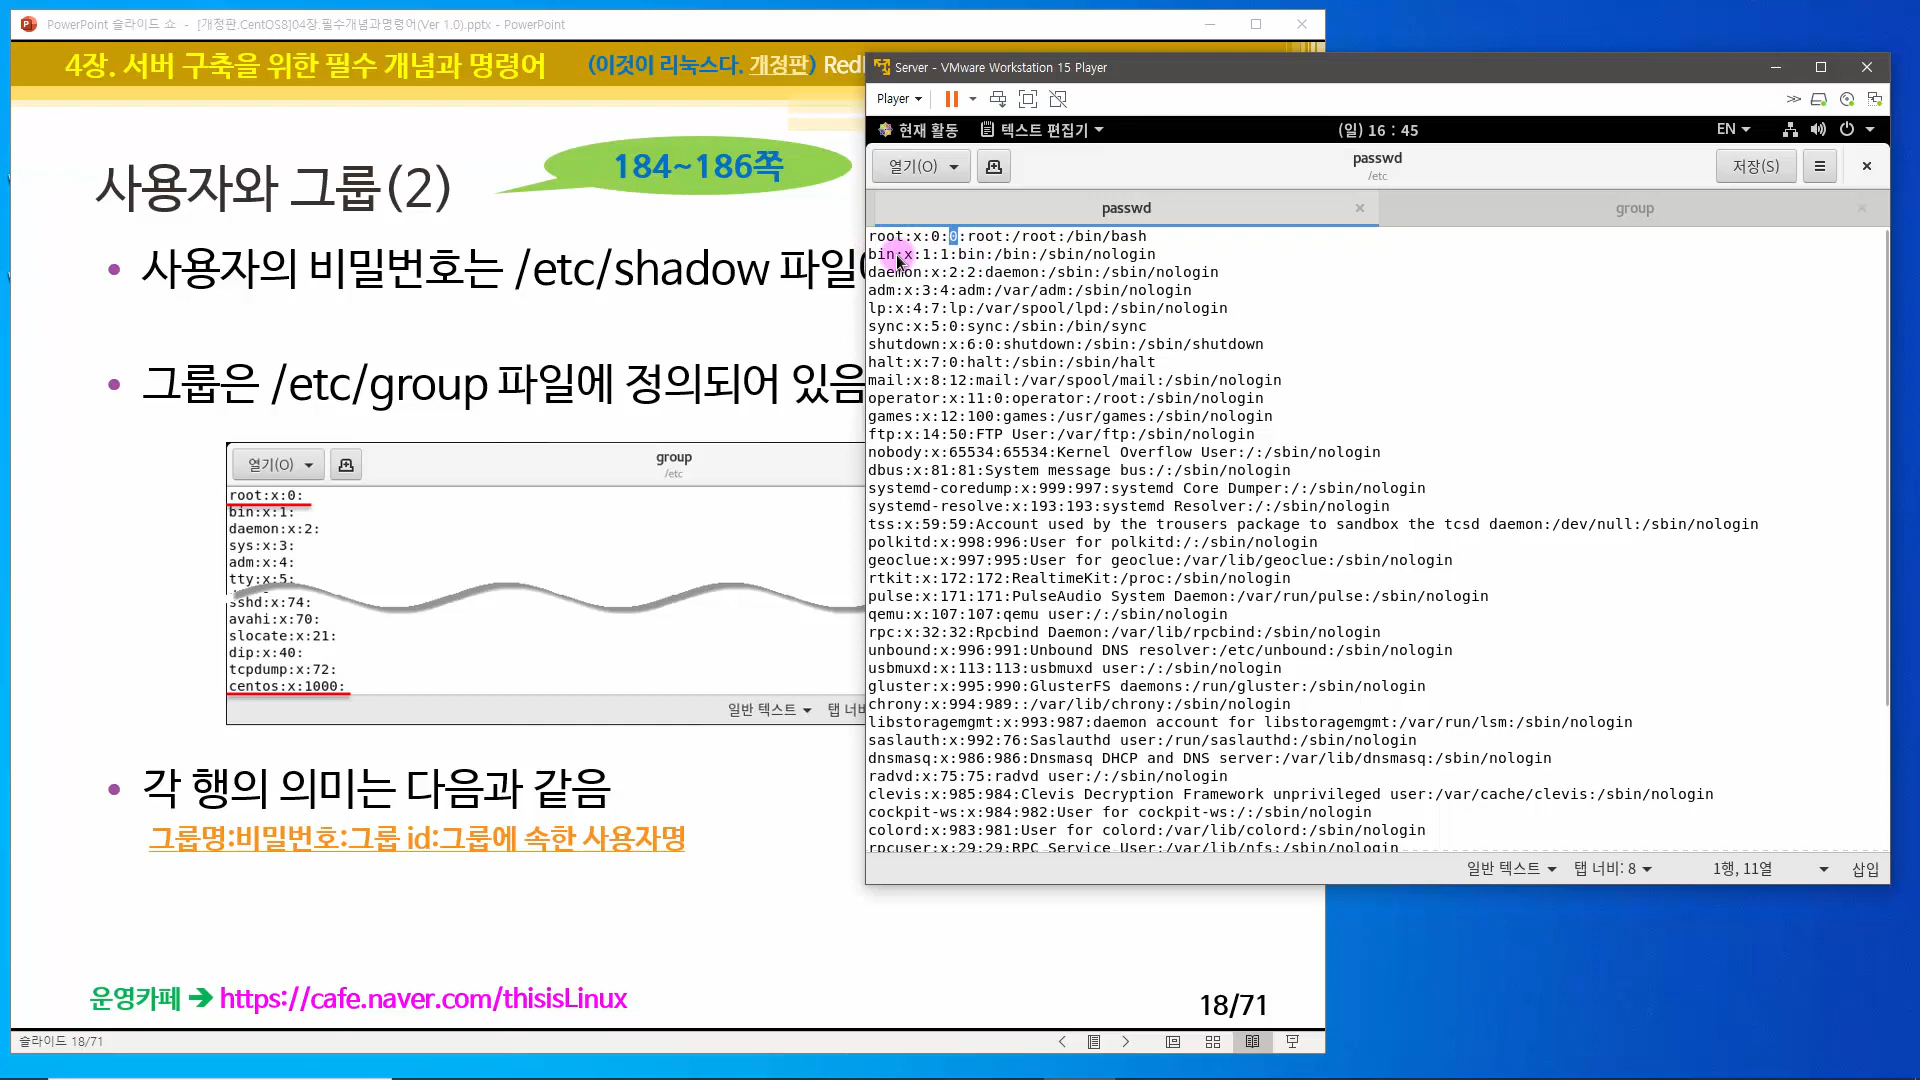 PowerPoint 슬라이드 쇼 - [개정판.CentOS8]04장:필수개념과명령어(Ver 1.0).pptx - PowerPoint
4장. 서버 구축을 위한 필수 개념과 명령어 (이것이 리눅스다. 개정판) Red
사용자와 그룹(2)
184~186쪽
• 사용자의 비밀번호는 /etc/shadow 파일
• 그룹은 /etc/group 파일에 정의되어 있음
열기(O)
group
/etc
root:x:0:
bin:x:1:
daemon:x:2:
sys:x:3:
adm:x:4:
tty:x:5:
sshd:x:74:
avahi:x:70:
slocate:x:21:
dip:x:40:
tcpdump:x:72:
centos:x:1000:
일반 텍스트 탭 너비
• 각 행의 의미는 다음과 같음
그룹명:비밀번호:그룹 id:그룹에 속한 사용자명
운영카페 ➔ https://cafe.naver.com/thisisLinux
18/71
슬라이드 18/71
Server - VMware Workstation 15 Player
Player
현재 활동 텍스트 편집기 (일) 16 : 45 EN
열기(O)
passwd
/etc
저장(S)
passwd group
root:x:0:0:root:/root:/bin/bash
bin:x:1:1:bin:/bin:/sbin/nologin
daemon:x:2:2:daemon:/sbin:/sbin/nologin
adm:x:3:4:adm:/var/adm:/sbin/nologin
lp:x:4:7:lp:/var/spool/lpd:/sbin/nologin
sync:x:5:0:sync:/sbin:/bin/sync
shutdown:x:6:0:shutdown:/sbin:/sbin/shutdown
halt:x:7:0:halt:/sbin:/sbin/halt
mail:x:8:12:mail:/var/spool/mail:/sbin/nologin
operator:x:11:0:operator:/root:/sbin/nologin
games:x:12:100:games:/usr/games:/sbin/nologin
ftp:x:14:50:FTP User:/var/ftp:/sbin/nologin
nobody:x:65534:65534:Kernel Overflow User:/:/sbin/nologin
dbus:x:81:81:System message bus:/:/sbin/nologin
systemd-coredump:x:999:997:systemd Core Dumper:/:/sbin/nologin
systemd-resolve:x:193:193:systemd Resolver:/:/sbin/nologin
tss:x:59:59:Account used by the trousers package to sandbox the tcsd daemon:/dev/null:/sbin/nologin
polkitd:x:998:996:User for polkitd:/:/sbin/nologin
geoclue:x:997:995:User for geoclue:/var/lib/geoclue:/sbin/nologin
rtkit:x:172:172:RealtimeKit:/proc:/sbin/nologin
pulse:x:171:171:PulseAudio System Daemon:/var/run/pulse:/sbin/nologin
qemu:x:107:107:qemu user:/:/sbin/nologin
rpc:x:32:32:Rpcbind Daemon:/var/lib/rpcbind:/sbin/nologin
unbound:x:996:991:Unbound DNS resolver:/etc/unbound:/sbin/nologin
usbmuxd:x:113:113:usbmuxd user:/:/sbin/nologin
gluster:x:995:990:GlusterFS daemons:/run/gluster:/sbin/nologin
chrony:x:994:989::/var/lib/chrony:/sbin/nologin
libstoragemgmt:x:993:987:daemon account for libstoragemgmt:/var/run/lsm:/sbin/nologin
saslauth:x:992:76:Saslauthd user:/run/saslauthd:/sbin/nologin
dnsmasq:x:986:986:Dnsmasq DHCP and DNS server:/var/lib/dnsmasq:/sbin/nologin
radvd:x:75:75:radvd user:/:/sbin/nologin
clevis:x:985:984:Clevis Decryption Framework unprivileged user:/var/cache/clevis:/sbin/nologin
cockpit-ws:x:984:982:User for cockpit-ws:/:/sbin/nologin
colord:x:983:981:User for colord:/var/lib/colord:/sbin/nologin
rpcuser:x:29:29:RPC Service User:/var/lib/nfs:/sbin/nologin
일반 텍스트 탭 너비: 8 1행, 11열 삽입